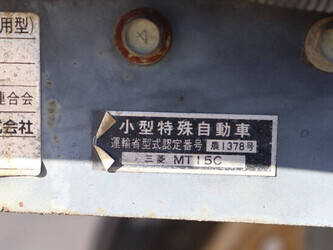 用型)
連合会
式会社
小型特殊自動車
運輸省型式認定番号 農1378号
三菱 MT15C